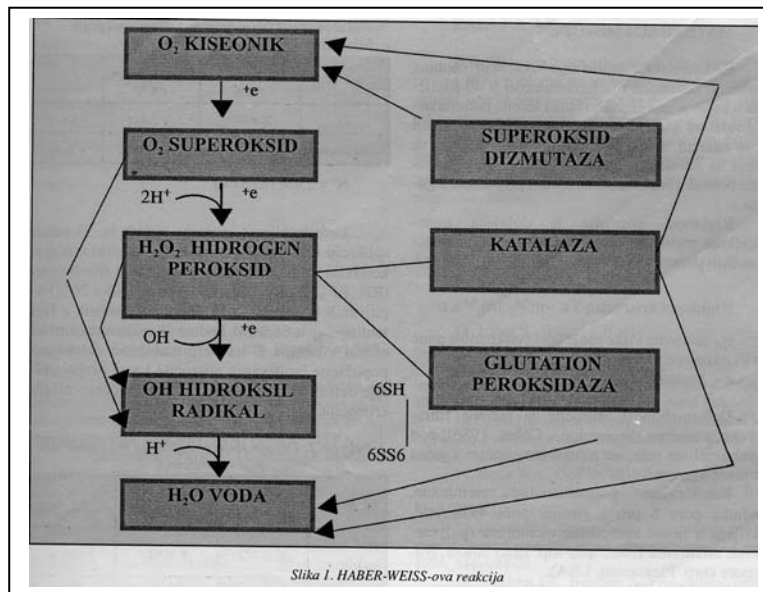 O₂ KISEONIK
+e
O₂ SUPEROKSID
SUPEROKSID
DIZMUTAZA
2H⁺
+e
H₂O₂ HIDROGEN
PEROKSID
KATALAZA
OH
+e
GLUTATION
PEROKSIDAZA
OH HIDROKSIL
RADIKAL
6SH
H⁺
6SS6
H₂O VODA
Slika 1. HABER-WEISS-ova reakcija